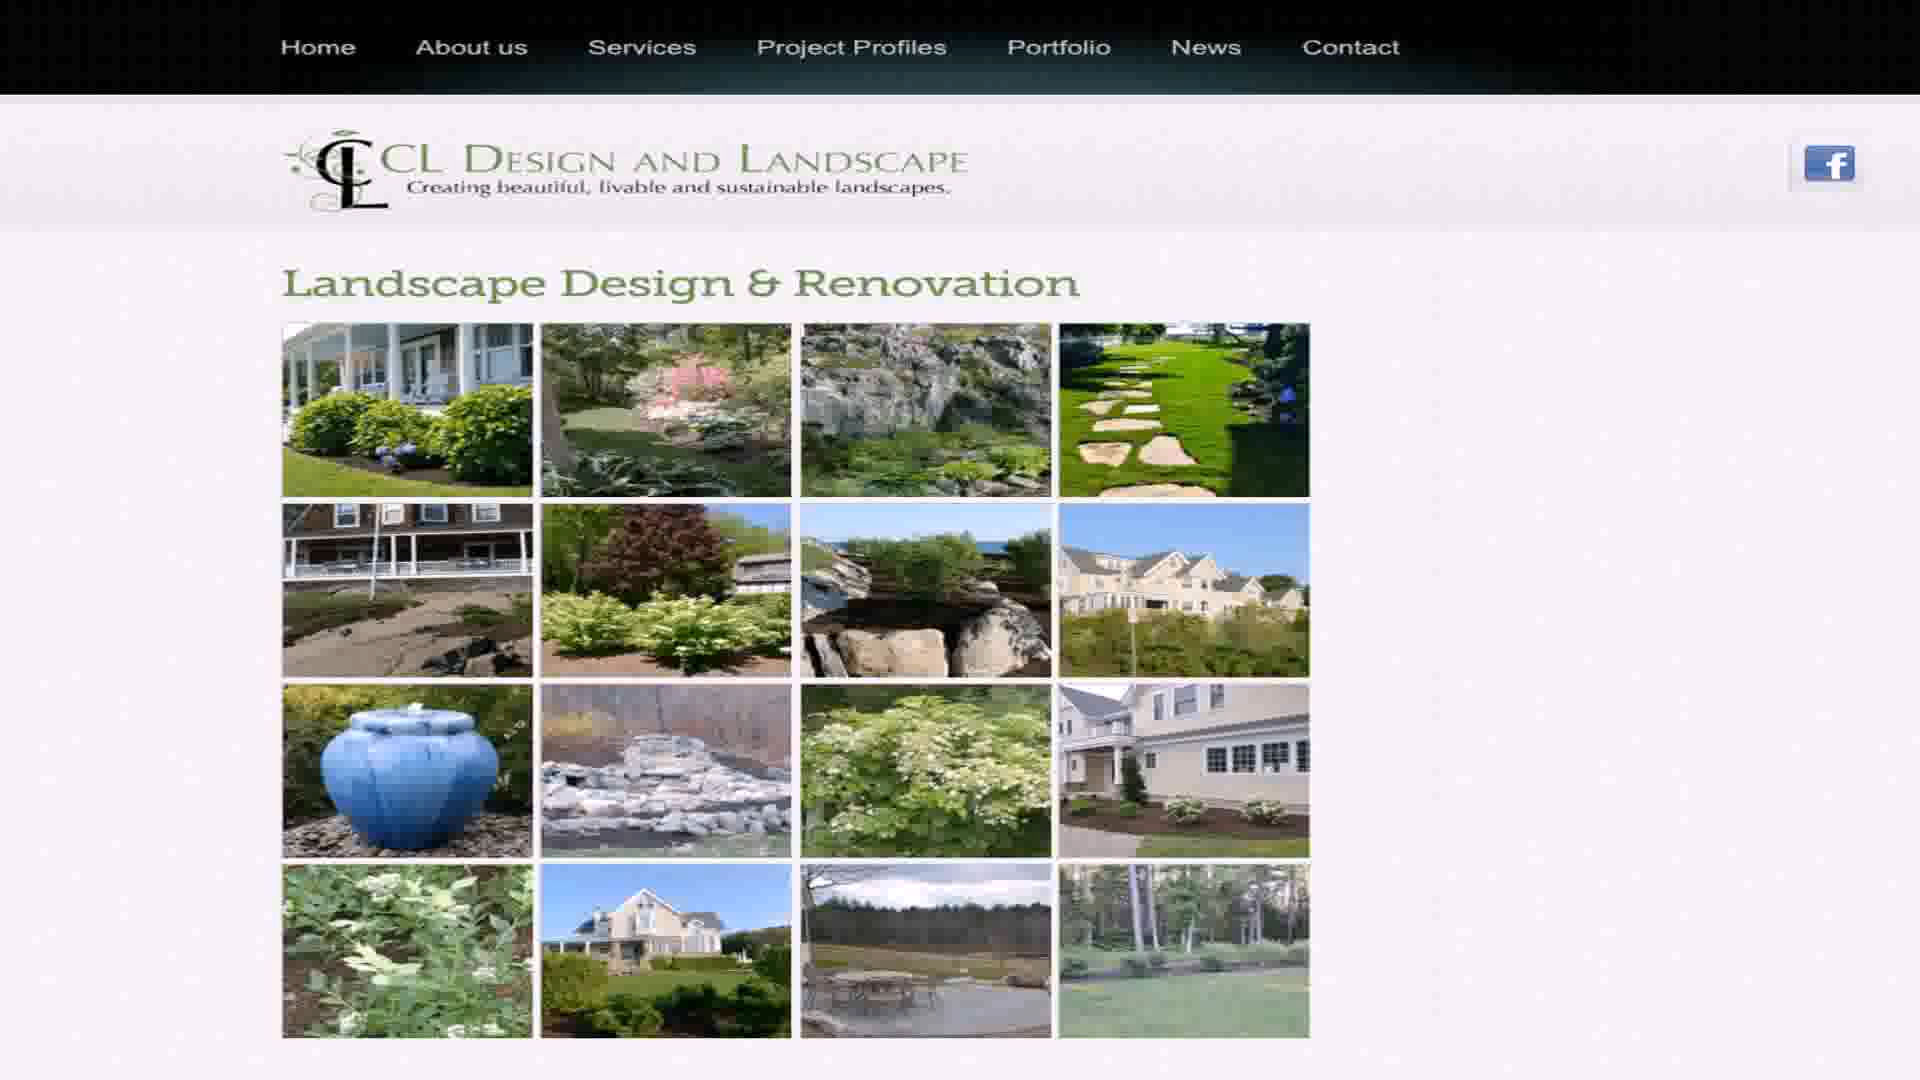 Home About us Services Project Profiles Portfolio News Contact
CL DESIGN AND LANDSCAPE
Creating beautiful, livable and sustainable landscapes.
f
Landscape Design & Renovation